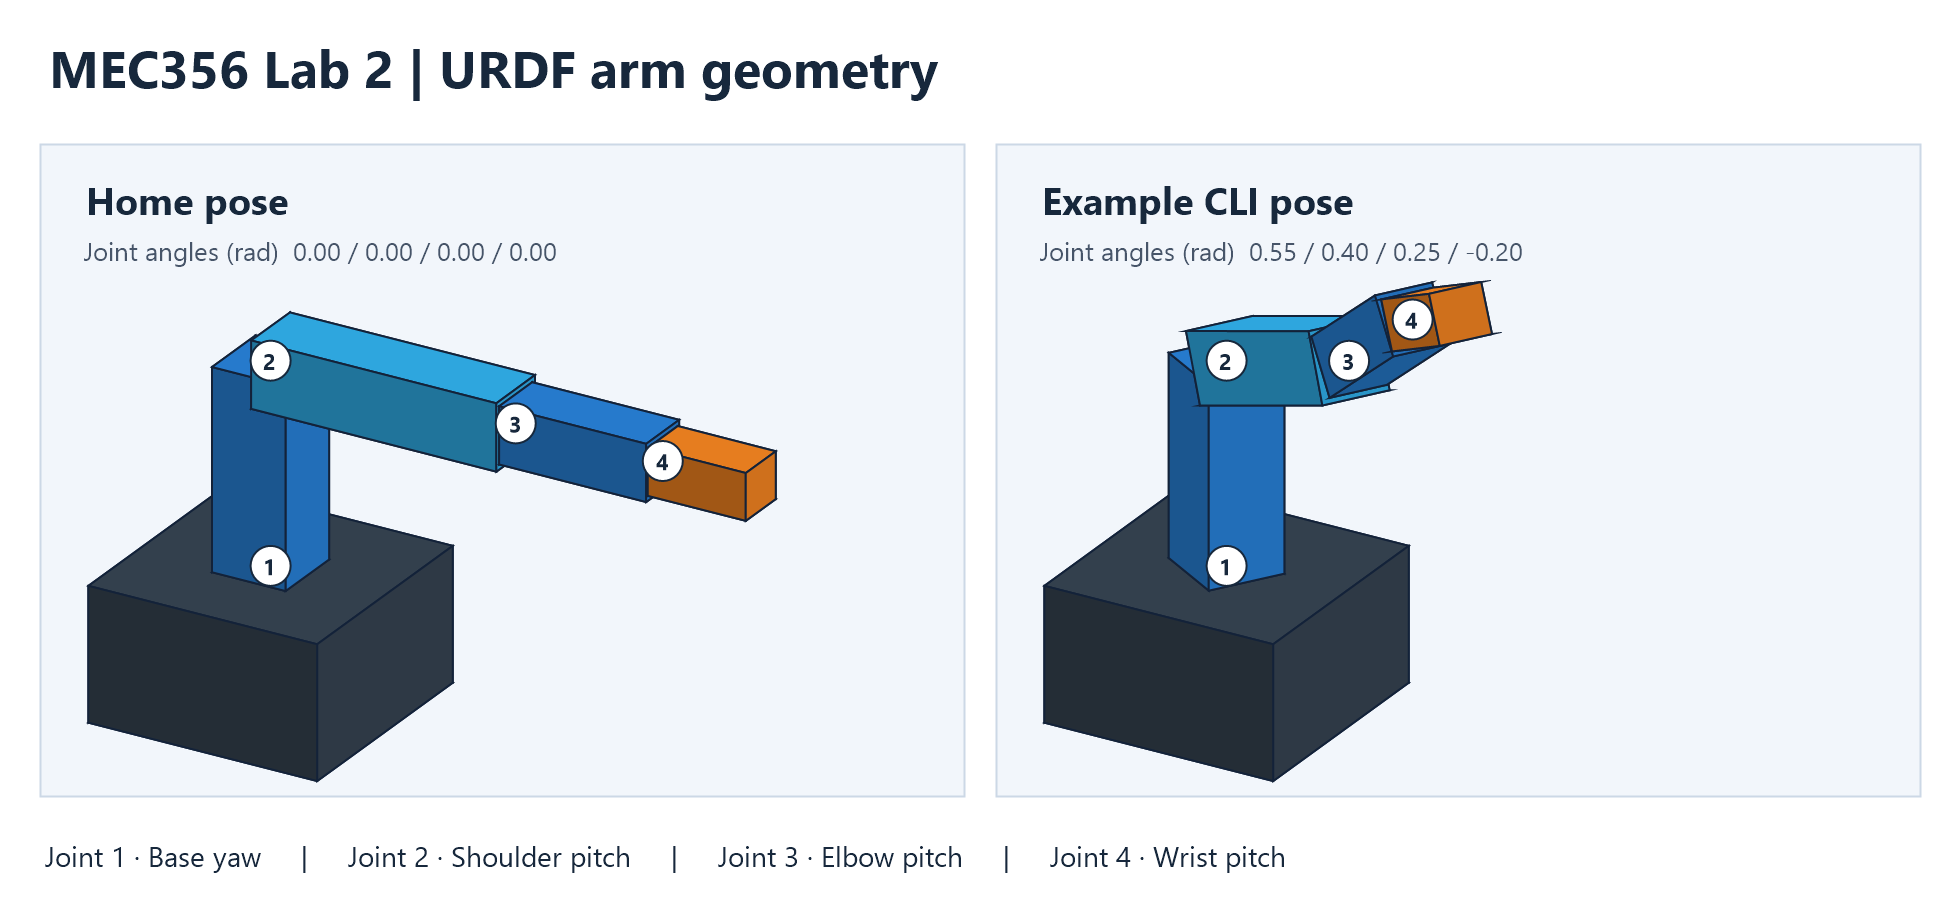 MEC356 Lab 2 | URDF arm geometry
Home pose
Joint angles (rad)  0.00 / 0.00 / 0.00 / 0.00
2
3
4
1
Example CLI pose
Joint angles (rad)  0.55 / 0.40 / 0.25 / -0.20
4
2
3
1
Joint 1 · Base yaw | Joint 2 · Shoulder pitch | Joint 3 · Elbow pitch | Joint 4 · Wrist pitch